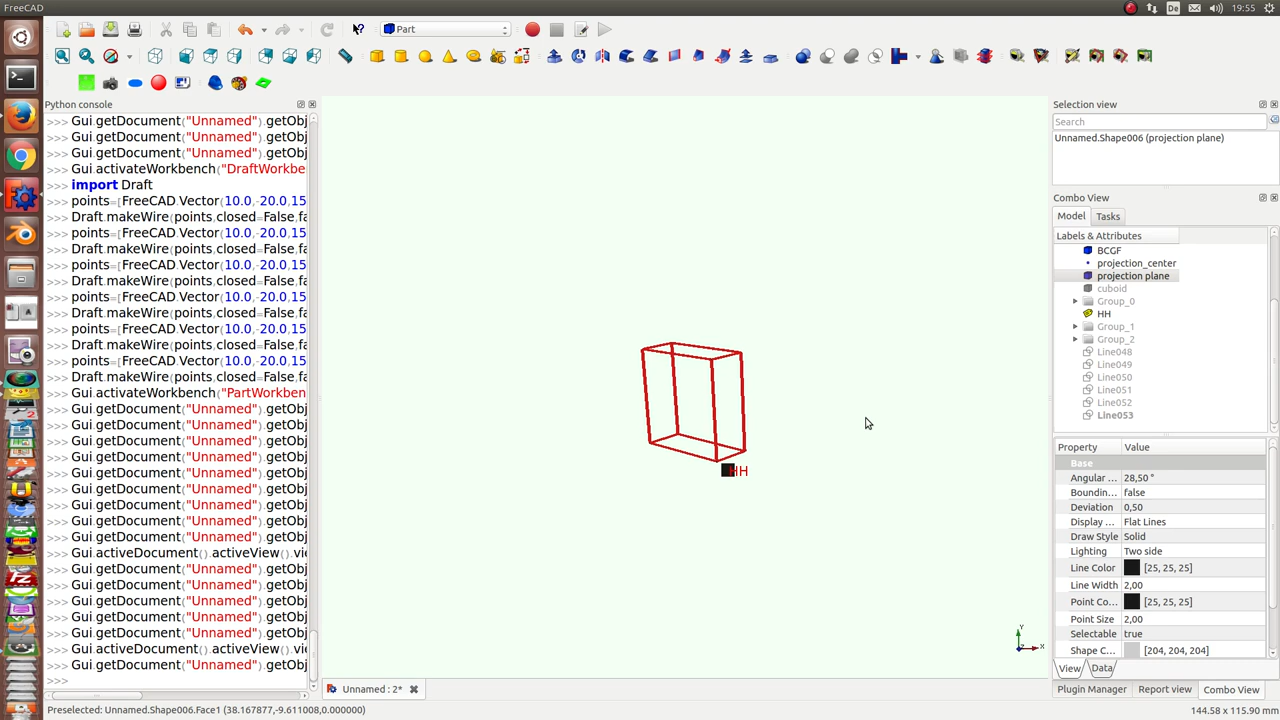 FreeCAD
De
19:55
Part
Python console
>>> Gui.getDocument("Unnamed").getObj
>>> Gui.getDocument("Unnamed").getObj
>>> Gui.getDocument("Unnamed").getObj
>>> Gui.activateWorkbench("DraftWorkbe
>>> import Draft
>>> points=[FreeCAD.Vector(10.0,-20.0,15
>>> Draft.makeWire(points,closed=False,fa
>>> points=[FreeCAD.Vector(10.0,-20.0,15
>>> Draft.makeWire(points,closed=False,fa
>>> points=[FreeCAD.Vector(10.0,-20.0,15
>>> Draft.makeWire(points,closed=False,fa
>>> points=[FreeCAD.Vector(10.0,-20.0,15
>>> Draft.makeWire(points,closed=False,fa
>>> points=[FreeCAD.Vector(10.0,-20.0,15
>>> Draft.makeWire(points,closed=False,fa
>>> points=[FreeCAD.Vector(10.0,-20.0,15
>>> Draft.makeWire(points,closed=False,fa
>>> Gui.activateWorkbench("PartWorkben
>>> Gui.getDocument("Unnamed").getObj
>>> Gui.getDocument("Unnamed").getObj
>>> Gui.getDocument("Unnamed").getObj
>>> Gui.getDocument("Unnamed").getObj
>>> Gui.getDocument("Unnamed").getObj
>>> Gui.getDocument("Unnamed").getObj
>>> Gui.getDocument("Unnamed").getObj
>>> Gui.getDocument("Unnamed").getObj
>>> Gui.getDocument("Unnamed").getObj
>>> Gui.activeDocument().activeView().vie
>>> Gui.getDocument("Unnamed").getObj
>>> Gui.getDocument("Unnamed").getObj
>>> Gui.getDocument("Unnamed").getObj
>>> Gui.getDocument("Unnamed").getObj
>>> Gui.getDocument("Unnamed").getObj
>>> Gui.activeDocument().activeView().vie
>>> Gui.getDocument("Unnamed").getObj
>>>
HH
Y
X
Unnamed : 2*
Selection view
Search
Unnamed.Shape006 (projection plane)
Combo View
Model
Tasks
Labels & Attributes
BCGF
projection_center
projection plane
cuboid
Group_0
HH
Group_1
Group_2
Line048
Line049
Line050
Line051
Line052
Line053
Property Value
Base
Angular ... 28,50 °
Boundin... false
Deviation 0,50
Display ... Flat Lines
Draw Style Solid
Lighting Two side
Line Color [25, 25, 25]
Line Width 2,00
Point Co... [25, 25, 25]
Point Size 2,00
Selectable true
Shape C... [204, 204, 204]
View
Data
Plugin Manager
Report view
Combo View
Preselected: Unnamed.Shape006.Face1 (38.167877,-9.611008,0.000000)
144.58 x 115.90 mm